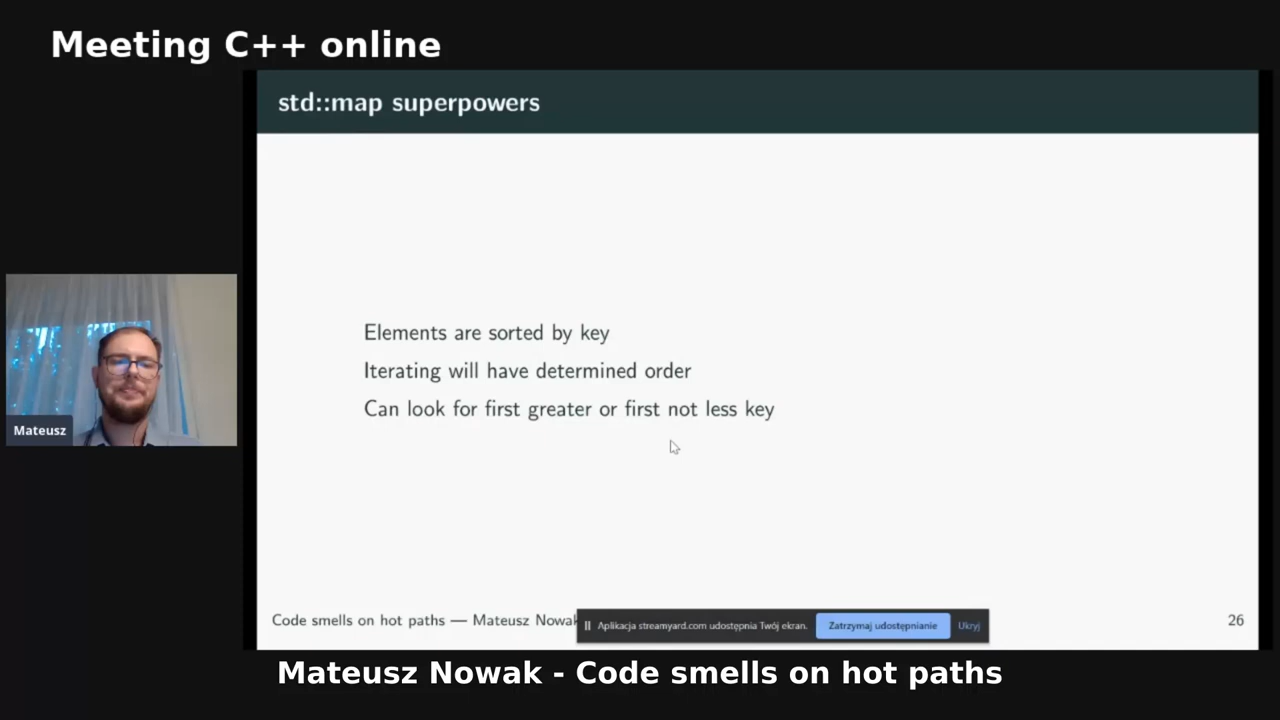 Meeting C++ online
std::map superpowers
Elements are sorted by key
Iterating will have determined order
Can look for first greater or first not less key
Mateusz
Code smells on hot paths — Mateusz Nowak
Aplikacja streamyard.com udostępnia Twój ekran.
Zatrzymaj udostępnianie
Ukryj
26
Mateusz Nowak - Code smells on hot paths